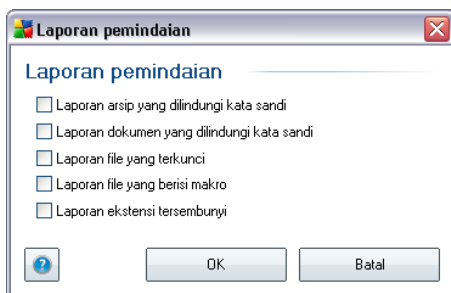 Laporan pemindaian
Laporan pemindaian
Laporan arsip yang dilindungi kata sandi
Laporan dokumen yang dilindungi kata sandi
Laporan file yang terkunci
Laporan file yang berisi makro
Laporan ekstensi tersembunyi
? OK Batal